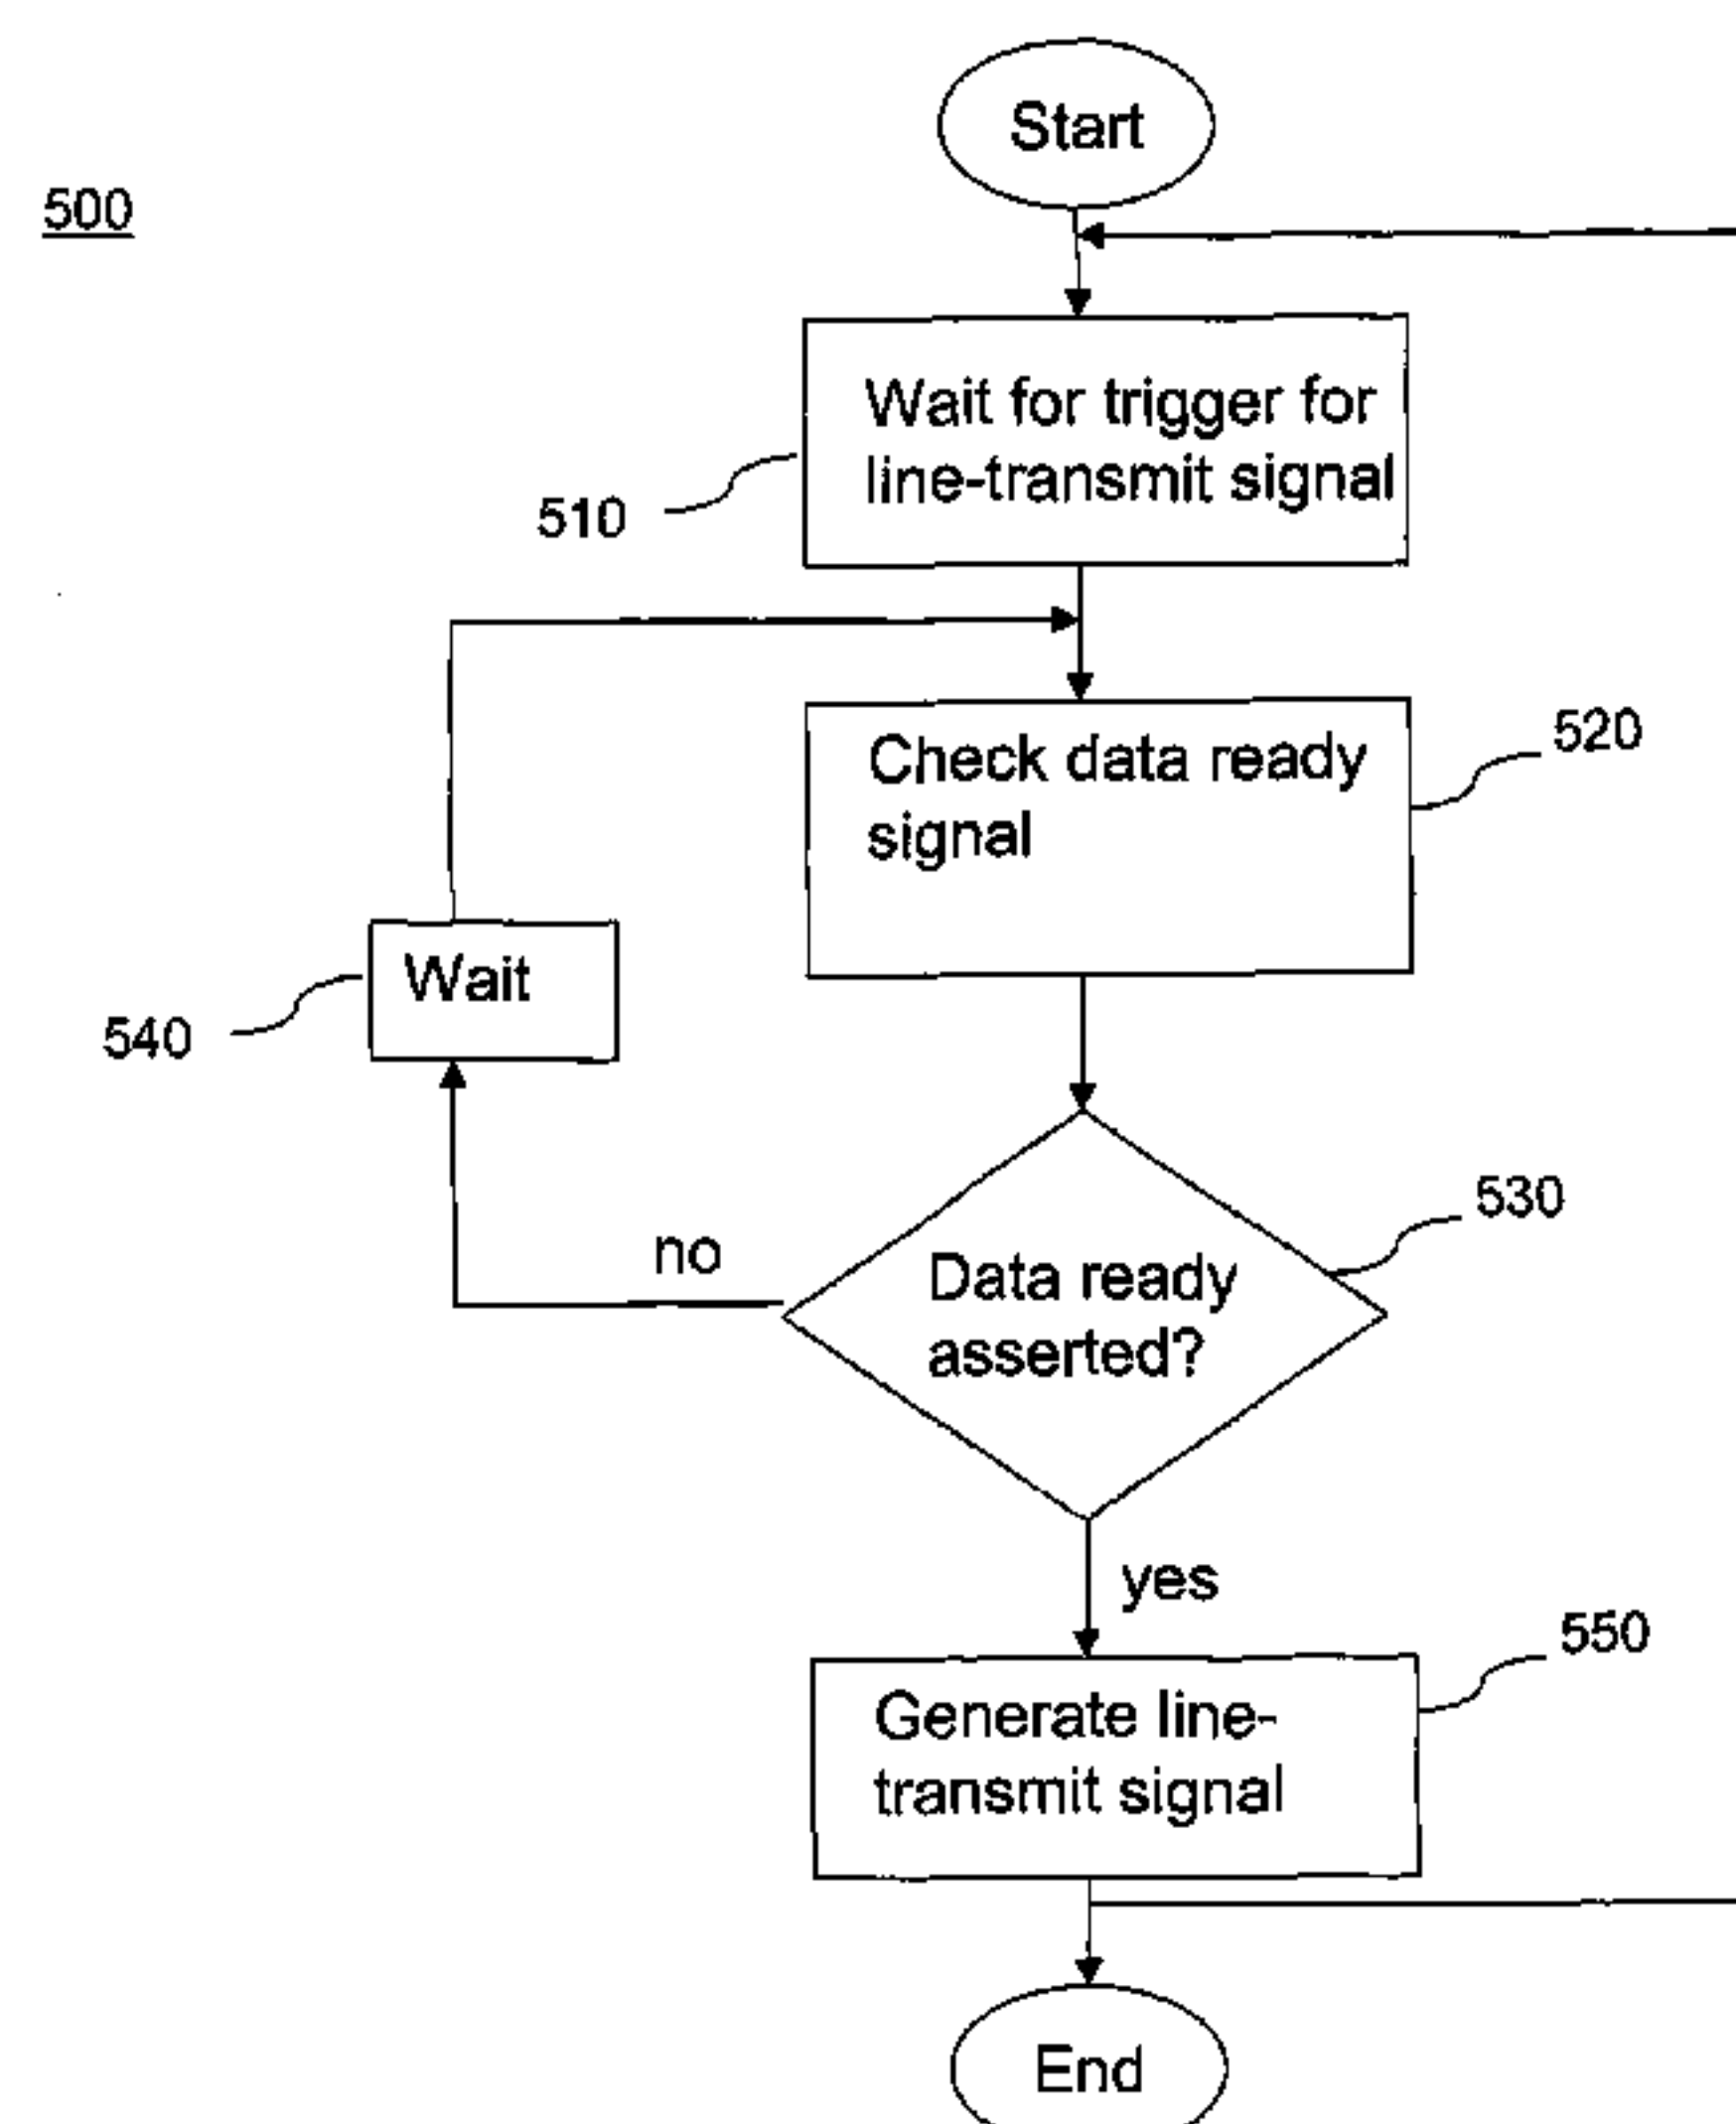 Start
500
Wait for trigger for
line-transmit signal
510
Check data ready
signal
520
Wait
540
530
no
Data ready
asserted?
yes
550
Generate line-
transmit signal
End